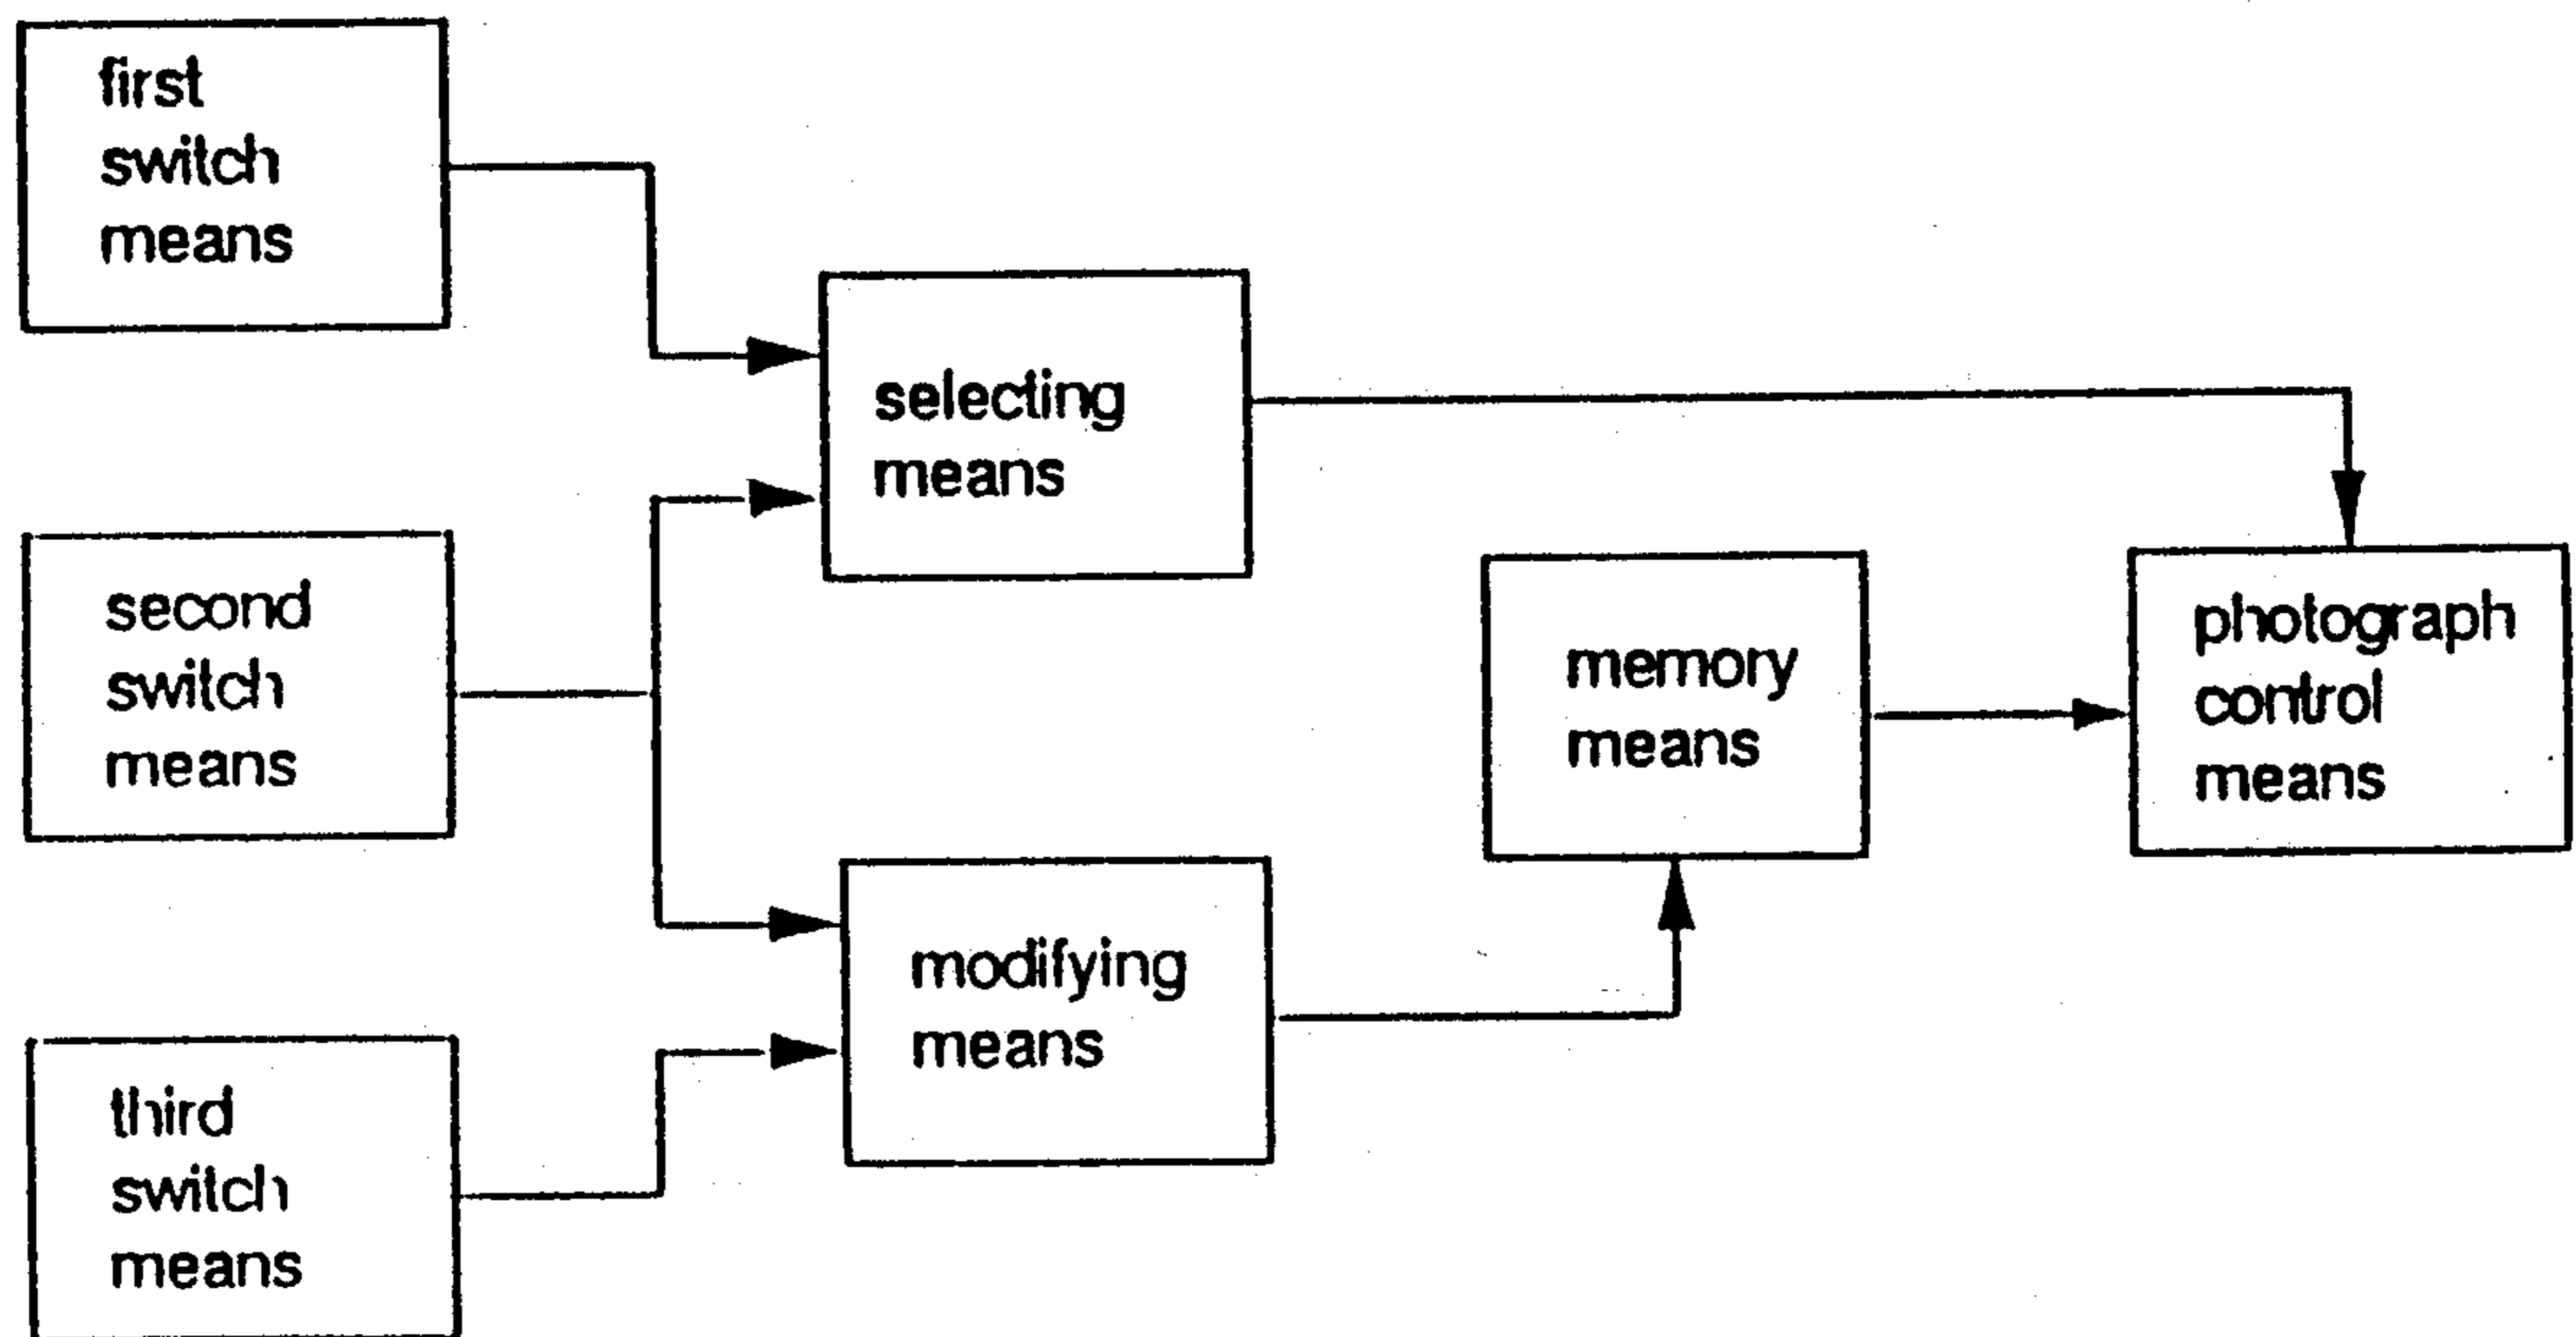 first
switch
means
selecting
means
second
switch
means
memory
means
photograph
control
means
modifying
means
third
switch
means